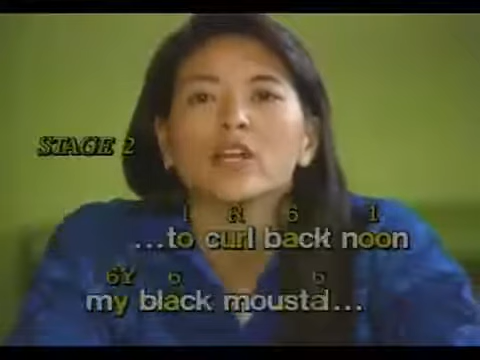 STAGE 2
1 R 6 1
...to curl back noon
6Y 6 6
my black moustal...